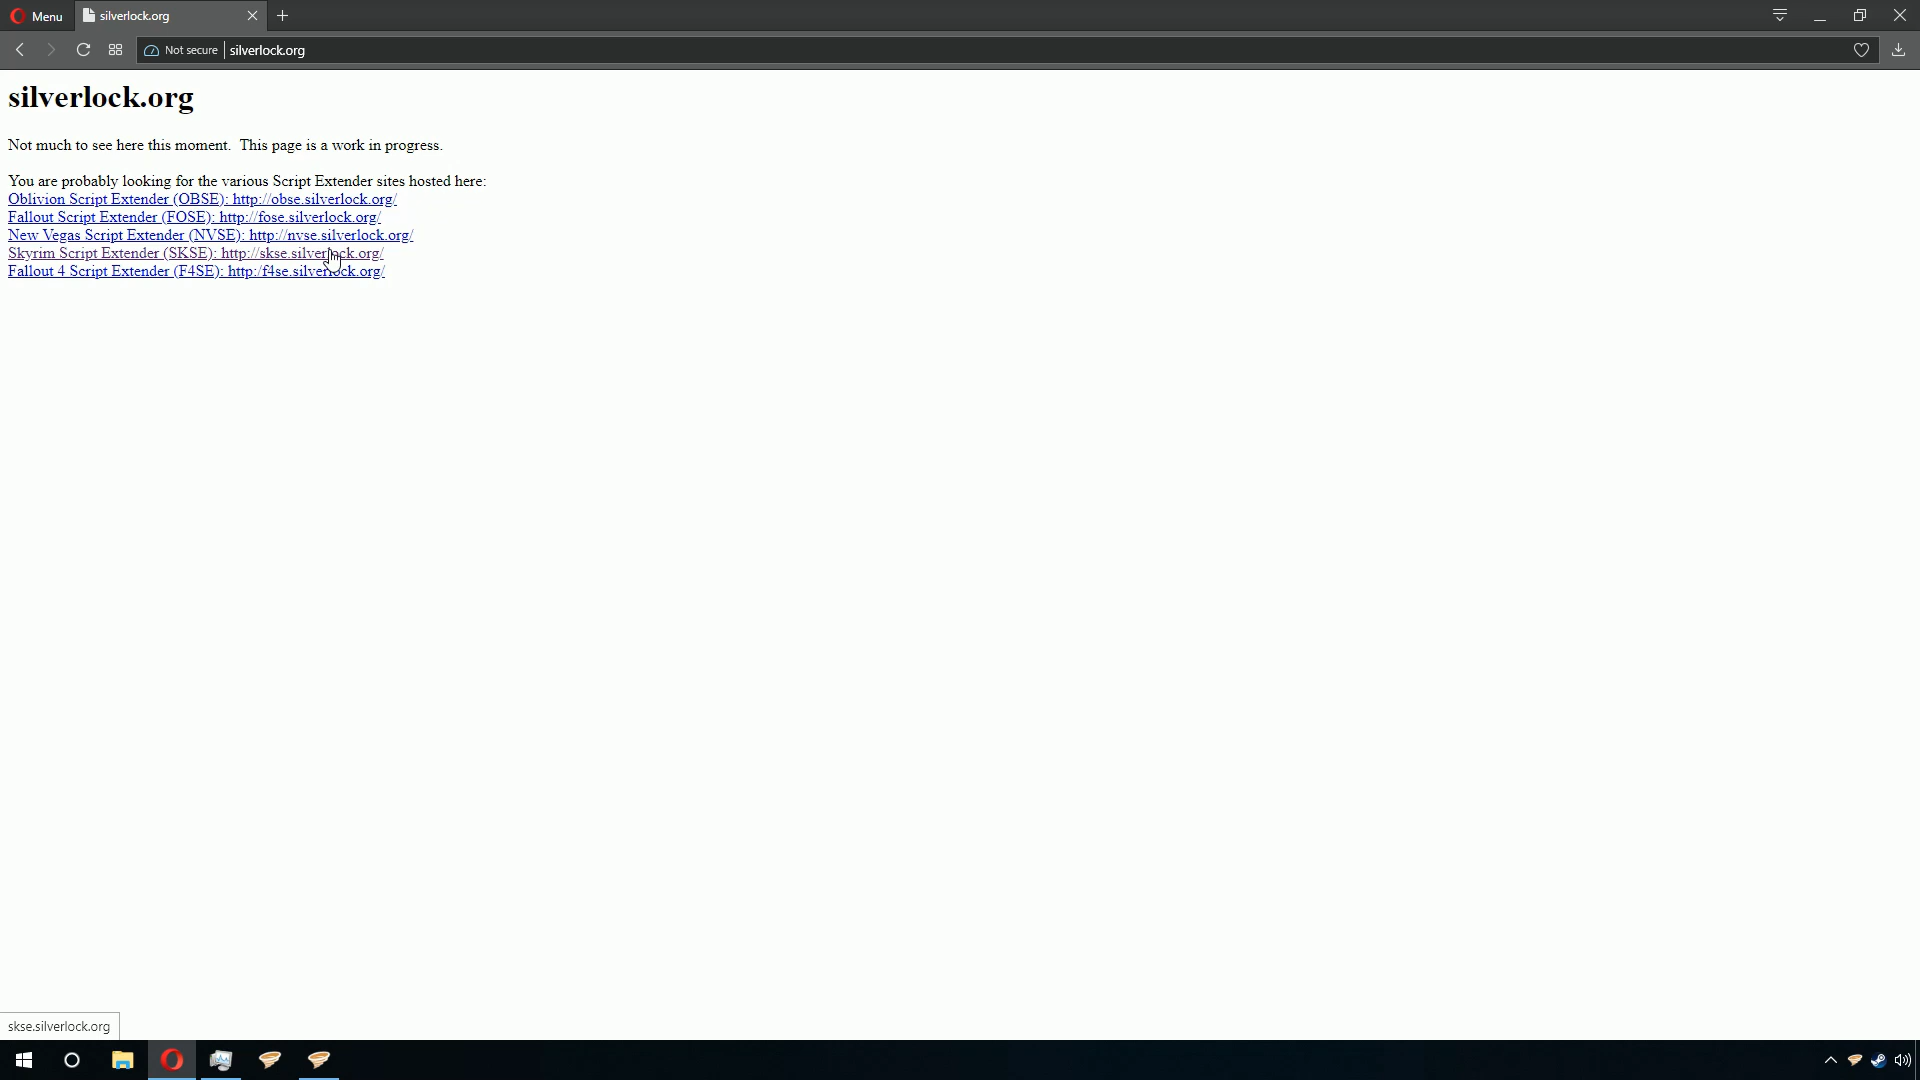 Menu
silverlock.org
Not secure
silverlock.org
silverlock.org
Not much to see here this moment.  This page is a work in progress.
You are probably looking for the various Script Extender sites hosted here:
Oblivion Script Extender (OBSE): http://obse.silverlock.org/
Fallout Script Extender (FOSE): http://fose.silverlock.org/
New Vegas Script Extender (NVSE): http://nvse.silverlock.org/
Skyrim Script Extender (SKSE): http://skse.silverlock.org/
Fallout 4 Script Extender (F4SE): http://f4se.silverlock.org/
skse.silverlock.org